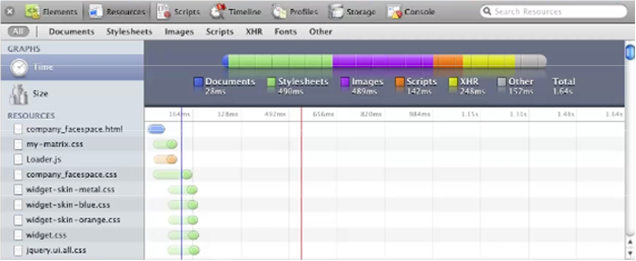 Elements Resources Scripts Timeline Profiles Storage Console Search Resources
All Documents Stylesheets Images Scripts XHR Fonts Other
GRAPHS
Time
Size
Documents Stylesheets Images Scripts XHR Other Total
28ms 490ms 489ms 142ms 248ms 157ms 1.64s
RESOURCES
164ms 328ms 492ms 656ms 820ms 984ms 1.15s 1.31s 1.48s 1.64s
company_facespace.html
my-matrix.css
Loader.js
company_facespace.css
widget-skin-metal.css
widget-skin-blue.css
widget-skin-orange.css
widget.css
jquery.ui.all.css